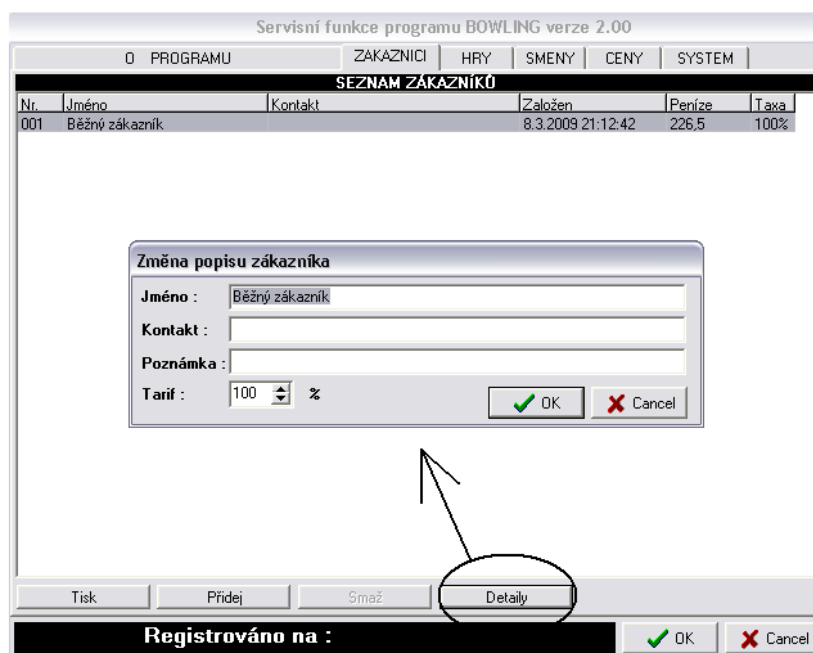 Servisní funkce programu BOWLING verze 2.00
O PROGRAMU ZAKAZNICI HRY SMENY CENY SYSTEM
SEZNAM ZÁKAZNÍKŮ
Nr. Jméno Kontakt Založen Peníze Taxa
001 Běžný zákazník 8.3.2009 21:12:42 226,5 100%
Změna popisu zákazníka
Jméno : Běžný zákazník
Kontakt :
Poznámka :
Tarif : 100 %
OK Cancel
Tisk Přidej Smaž Detaily
Registrováno na : OK Cancel